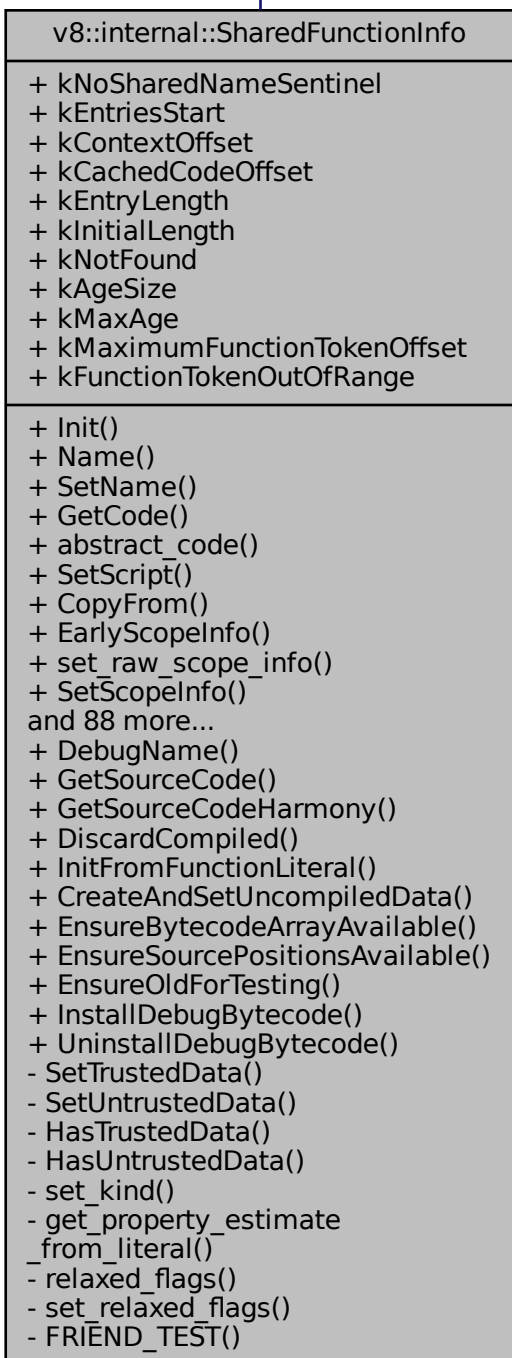 v8::internal::SharedFunctionInfo
+ kNoSharedNameSentinel
+ kEntriesStart
+ kContextOffset
+ kCachedCodeOffset
+ kEntryLength
+ kInitialLength
+ kNotFound
+ kAgeSize
+ kMaxAge
+ kMaximumFunctionTokenOffset
+ kFunctionTokenOutOfRange
+ Init()
+ Name()
+ SetName()
+ GetCode()
+ abstract_code()
+ SetScript()
+ CopyFrom()
+ EarlyScopeInfo()
+ set_raw_scope_info()
+ SetScopeInfo()
and 88 more...
+ DebugName()
+ GetSourceCode()
+ GetSourceCodeHarmony()
+ DiscardCompiled()
+ InitFromFunctionLiteral()
+ CreateAndSetUncompiledData()
+ EnsureBytecodeArrayAvailable()
+ EnsureSourcePositionsAvailable()
+ EnsureOldForTesting()
+ InstallDebugBytecode()
+ UninstallDebugBytecode()
- SetTrustedData()
- SetUntrustedData()
- HasTrustedData()
- HasUntrustedData()
- set_kind()
- get_property_estimate
_from_literal()
- relaxed_flags()
- set_relaxed_flags()
- FRIEND_TEST()